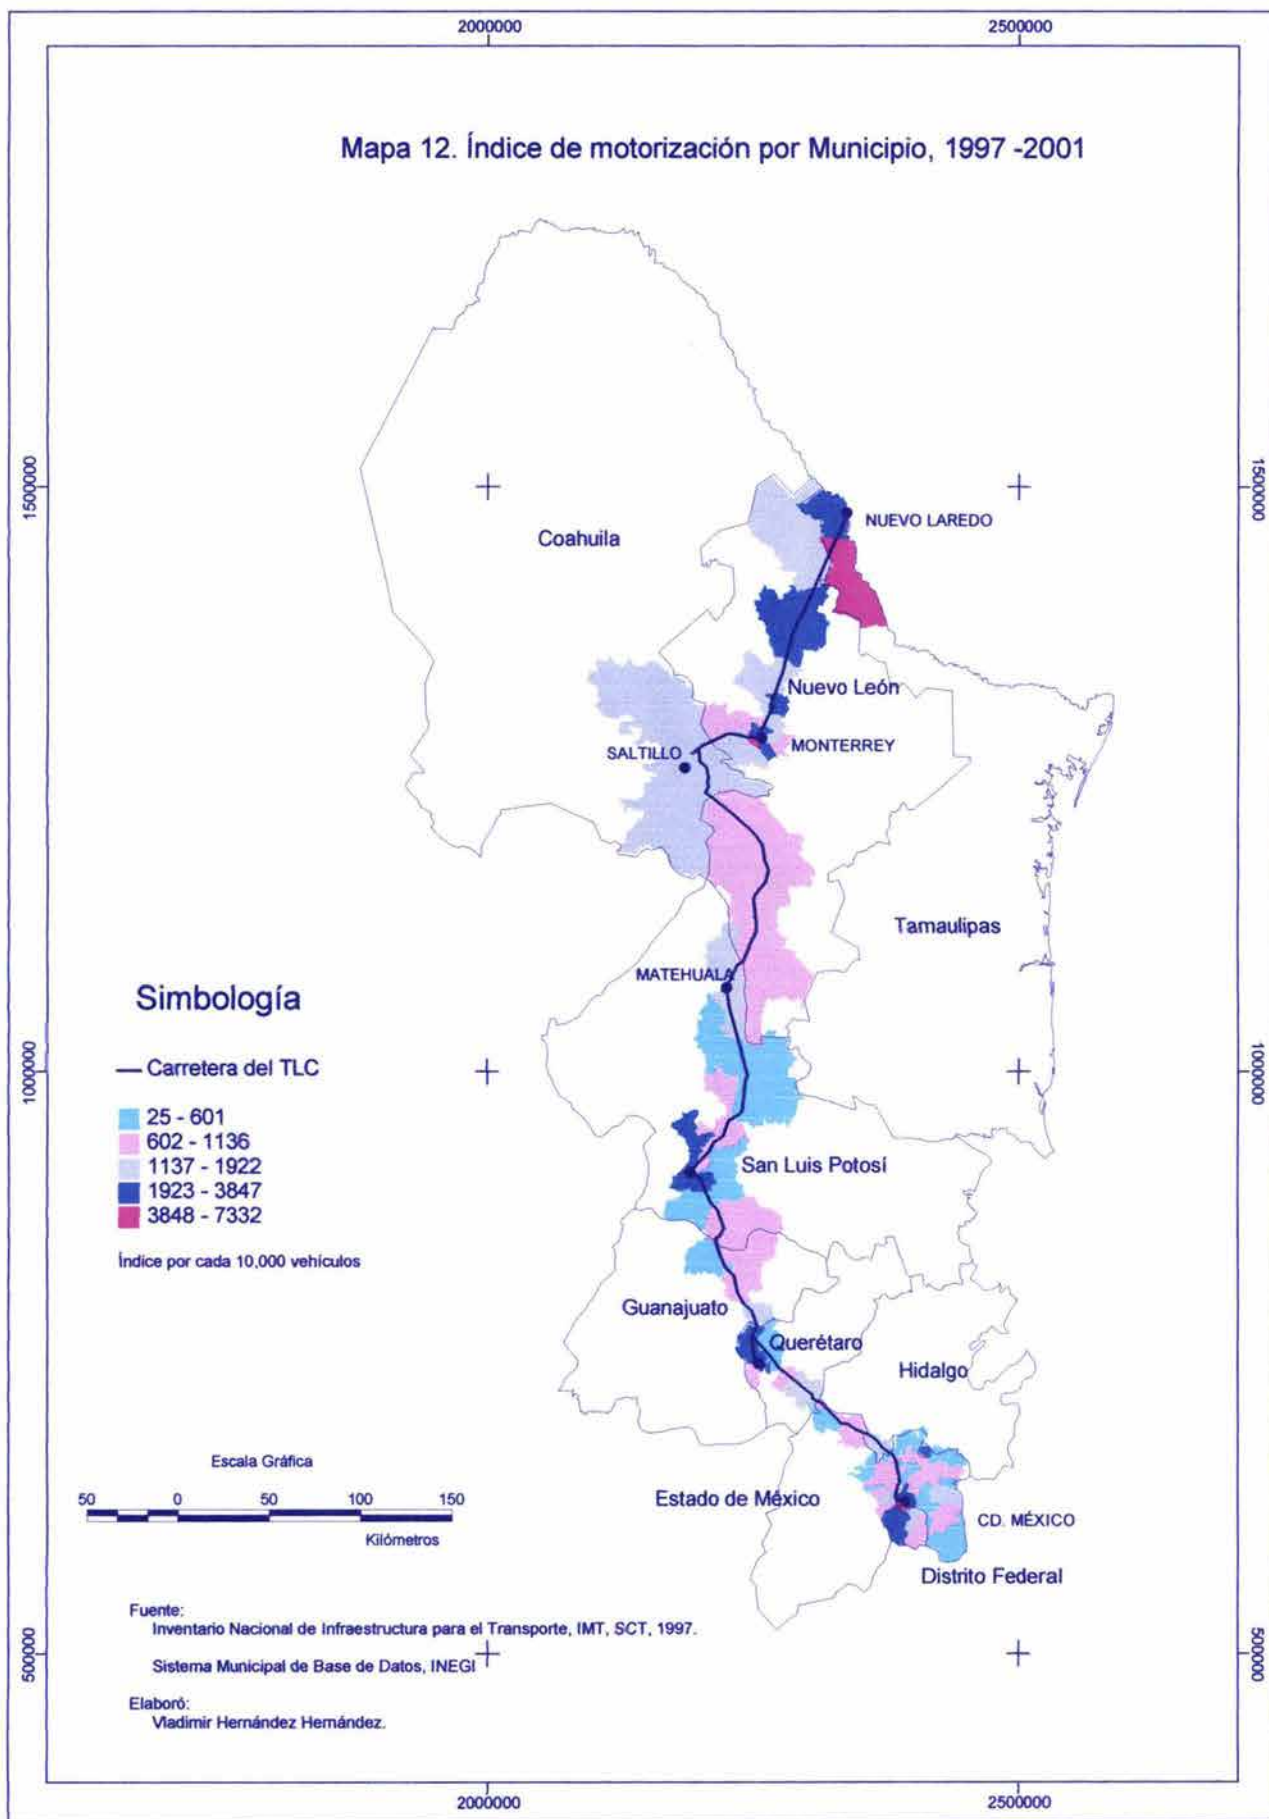 2000000
2500000
Mapa 12. Índice de motorización por Municipio, 1997 -2001
1500000
1500000
Coahuila
NUEVO LAREDO
Nuevo León
SALTILLO
MONTERREY
Tamaulipas
MATEHUALA
Simbología
Carretera del TLC
1000000
1000000
25 - 601
602 - 1136
1137 - 1922
1923 - 3847
3848 - 7332
Índice por cada 10,000 vehículos
San Luis Potosí
Guanajuato
Querétaro
Hidalgo
Escala Gráfica
50 0 50 100 150
Kilómetros
Estado de México
CD. MÉXICO
Distrito Federal
Fuente:
Inventario Nacional de Infraestructura para el Transporte, IMT, SCT, 1997.
Sistema Municipal de Base de Datos, INEGI
500000
500000
Elaboró:
Vladimir Hernández Hernández.
2000000
2500000